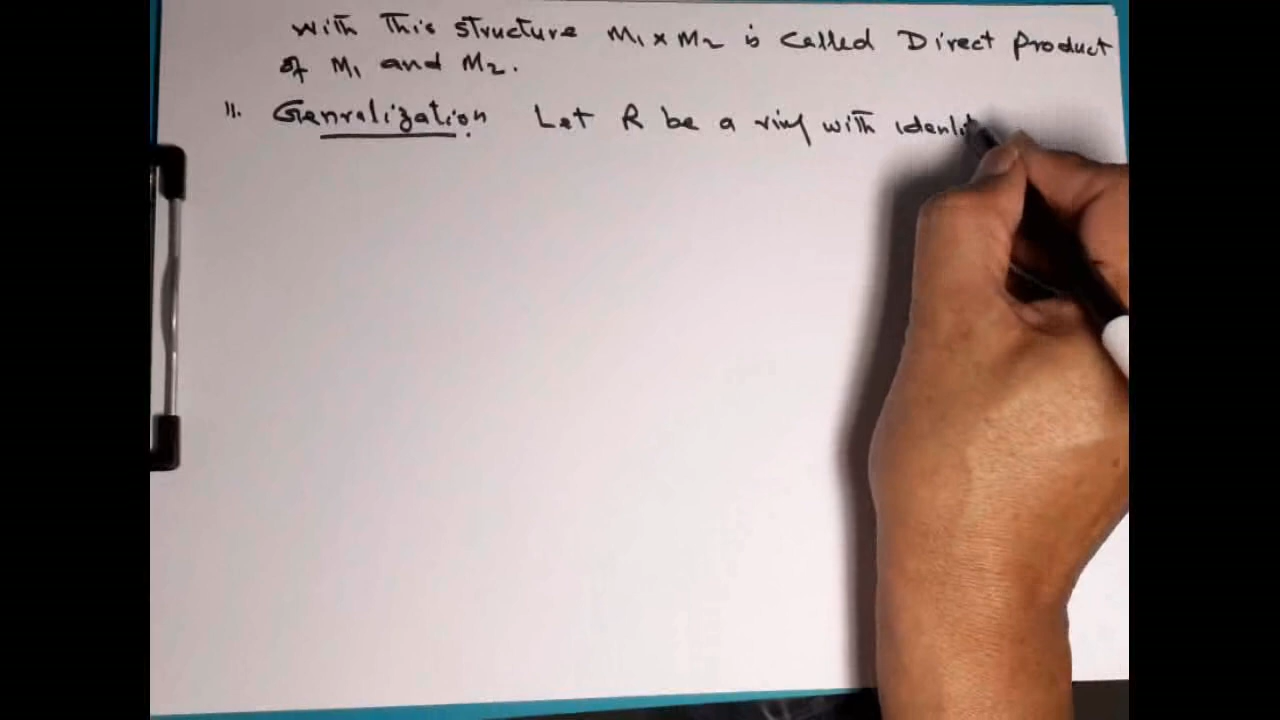 with this structure M₁ × M₂ is called Direct product
of M₁ and M₂.
11. Genralization Let R be a ring with identit